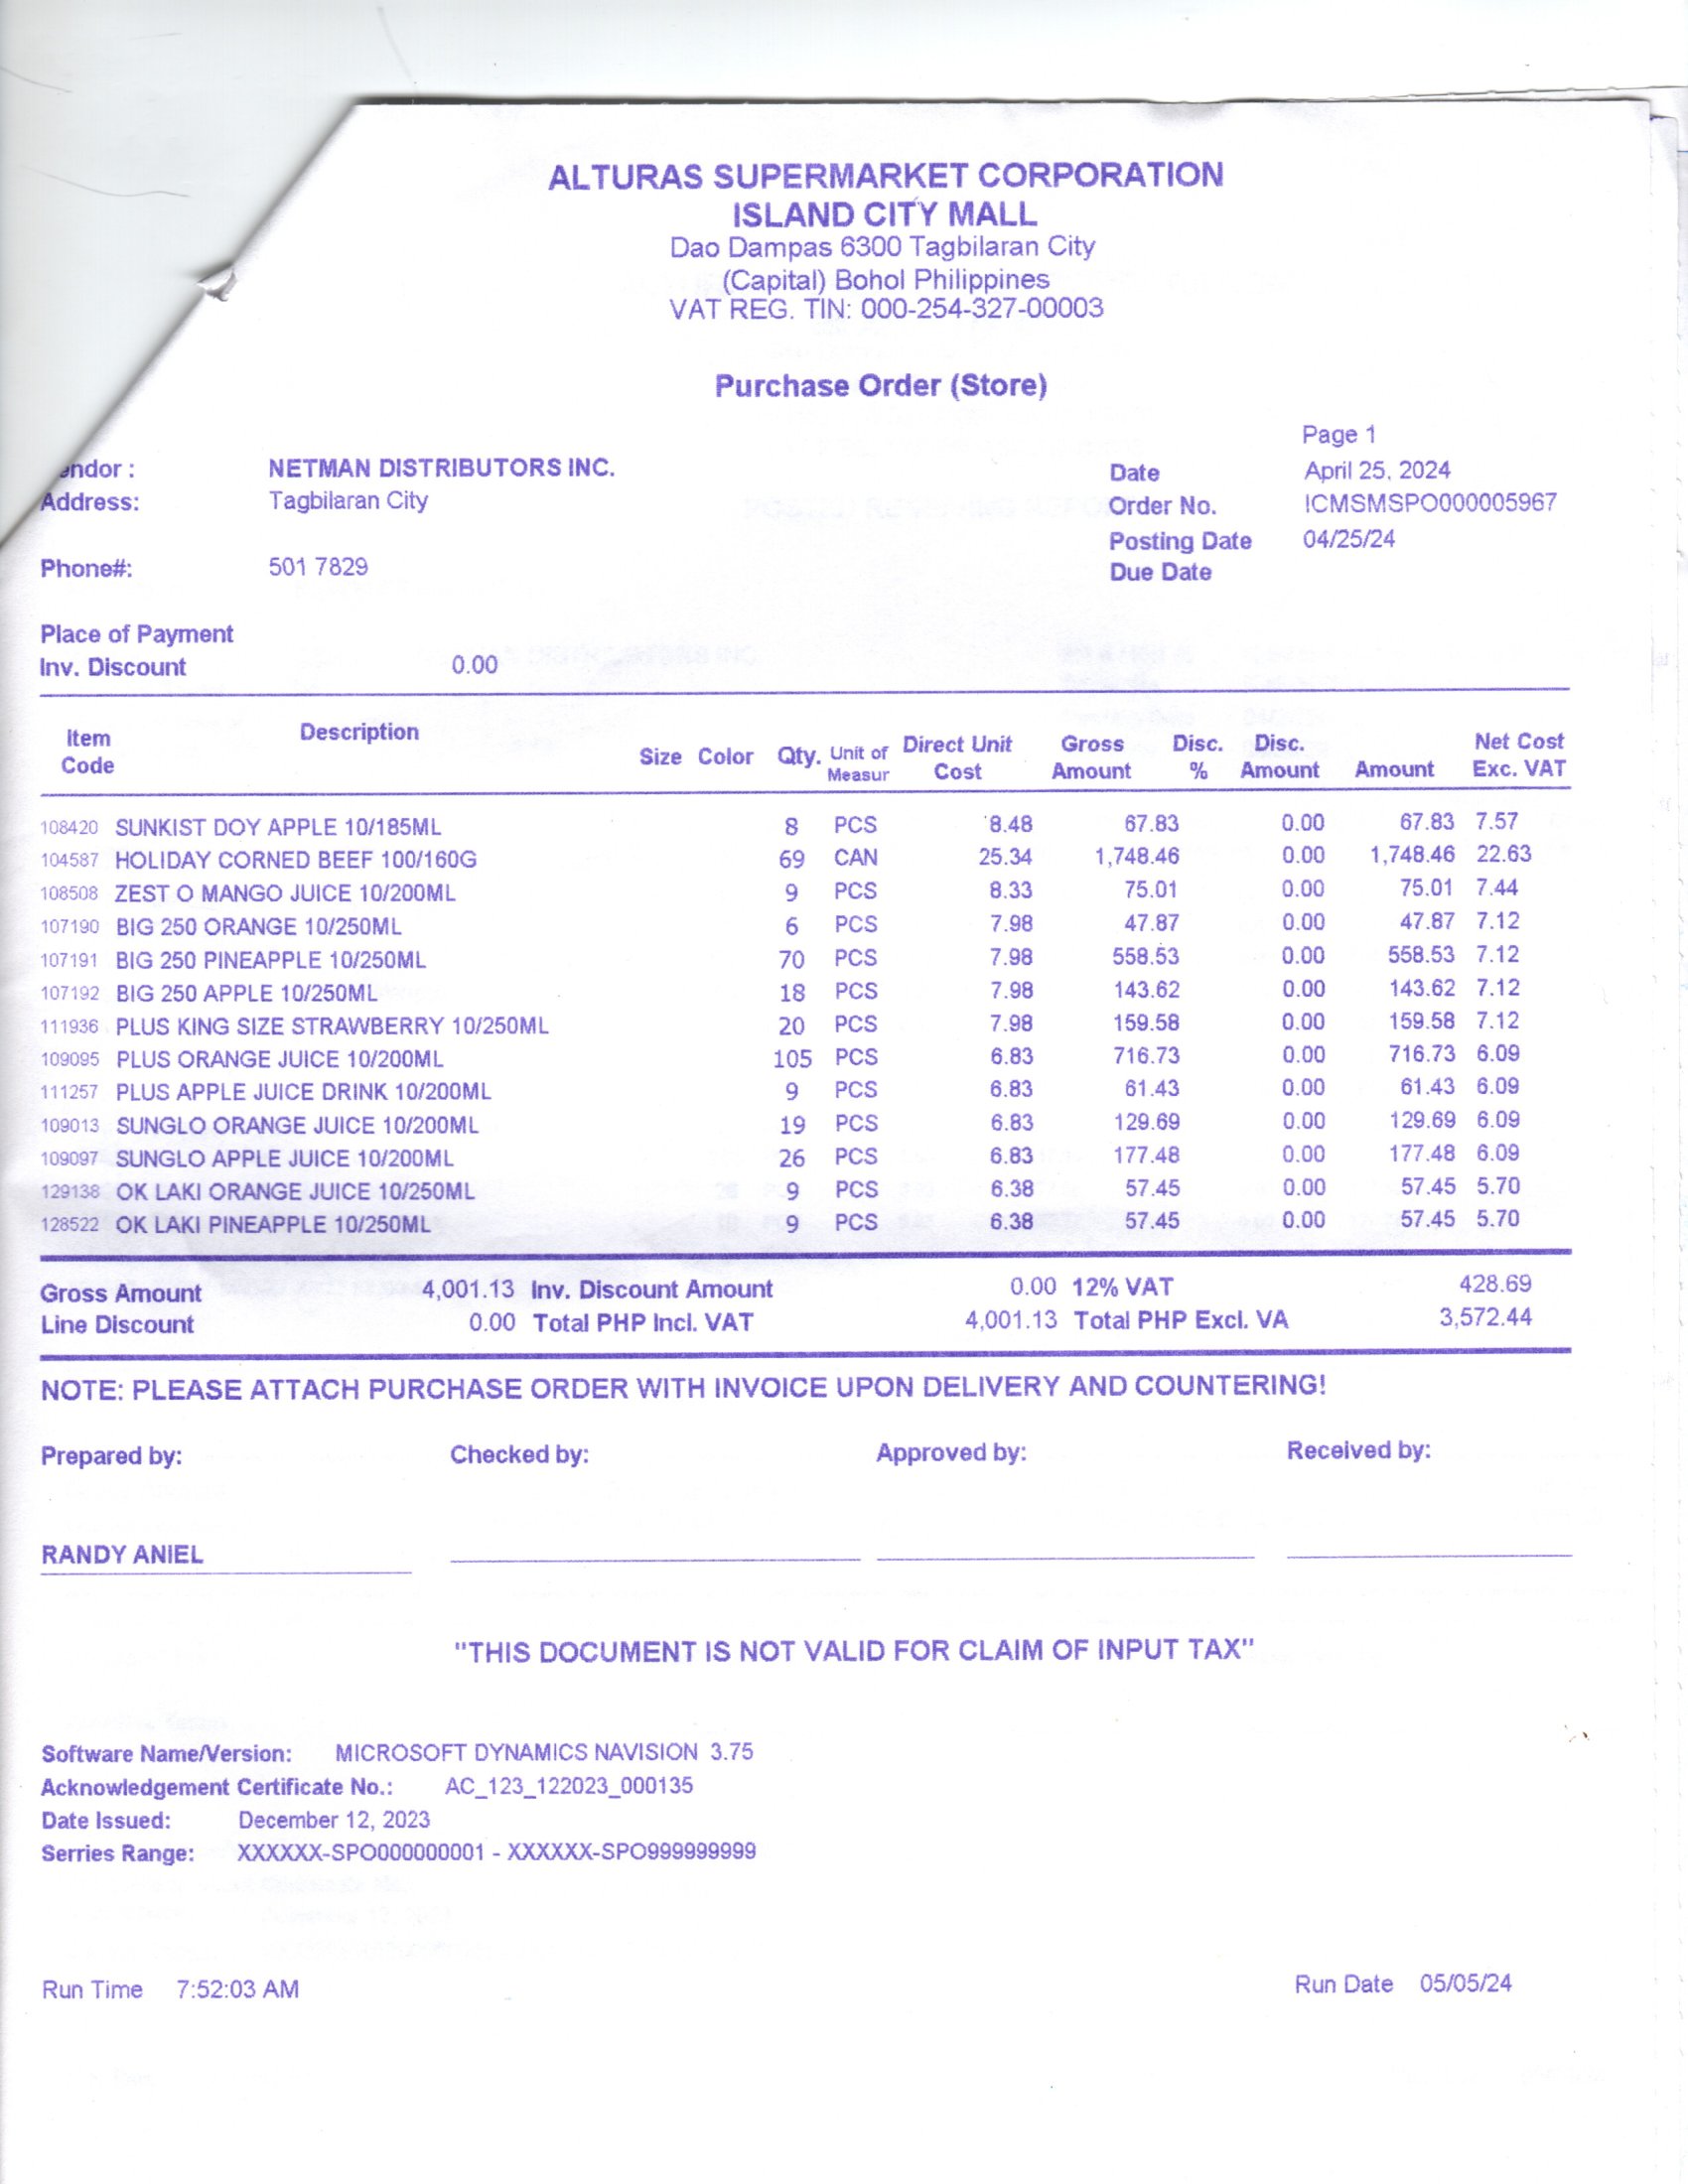 ALTURAS SUPERMARKET CORPORATION
ISLAND CITY MALL
Dao Dampas 6300 Tagbilaran City
(Capital) Bohol Philippines
VAT REG. TIN: 000-254-327-00003
Purchase Order (Store)
Page 1
endor : NETMAN DISTRIBUTORS INC. Date April 25, 2024
Address: Tagbilaran City Order No. ICMSMSPO000005967
Posting Date 04/25/24
Phone#: 501 7829 Due Date
Place of Payment
Inv. Discount 0.00
Item Code Description Size Color Qty. Unit of Measur Direct Unit Cost Gross Amount Disc. % Disc. Amount Amount Net Cost Exc. VAT
108420 SUNKIST DOY APPLE 10/185ML 8 PCS 8.48 67.83 0.00 67.83 7.57
104587 HOLIDAY CORNED BEEF 100/160G 69 CAN 25.34 1,748.46 0.00 1,748.46 22.63
108508 ZEST O MANGO JUICE 10/200ML 9 PCS 8.33 75.01 0.00 75.01 7.44
107190 BIG 250 ORANGE 10/250ML 6 PCS 7.98 47.87 0.00 47.87 7.12
107191 BIG 250 PINEAPPLE 10/250ML 70 PCS 7.98 558.53 0.00 558.53 7.12
107192 BIG 250 APPLE 10/250ML 18 PCS 7.98 143.62 0.00 143.62 7.12
111936 PLUS KING SIZE STRAWBERRY 10/250ML 20 PCS 7.98 159.58 0.00 159.58 7.12
109095 PLUS ORANGE JUICE 10/200ML 105 PCS 6.83 716.73 0.00 716.73 6.09
111257 PLUS APPLE JUICE DRINK 10/200ML 9 PCS 6.83 61.43 0.00 61.43 6.09
109013 SUNGLO ORANGE JUICE 10/200ML 19 PCS 6.83 129.69 0.00 129.69 6.09
109097 SUNGLO APPLE JUICE 10/200ML 26 PCS 6.83 177.48 0.00 177.48 6.09
129138 OK LAKI ORANGE JUICE 10/250ML 9 PCS 6.38 57.45 0.00 57.45 5.70
128522 OK LAKI PINEAPPLE 10/250ML 9 PCS 6.38 57.45 0.00 57.45 5.70
Gross Amount 4,001.13 Inv. Discount Amount 0.00 12% VAT 428.69
Line Discount 0.00 Total PHP Incl. VAT 4,001.13 Total PHP Excl. VA 3,572.44
NOTE: PLEASE ATTACH PURCHASE ORDER WITH INVOICE UPON DELIVERY AND COUNTERING!
Prepared by: Checked by: Approved by: Received by:
RANDY ANIEL
"THIS DOCUMENT IS NOT VALID FOR CLAIM OF INPUT TAX"
Software Name/Version: MICROSOFT DYNAMICS NAVISION 3.75
Acknowledgement Certificate No.: AC_123_122023_000135
Date Issued: December 12, 2023
Serries Range: XXXXXX-SPO000000001 - XXXXXX-SPO999999999
Run Time 7:52:03 AM Run Date 05/05/24